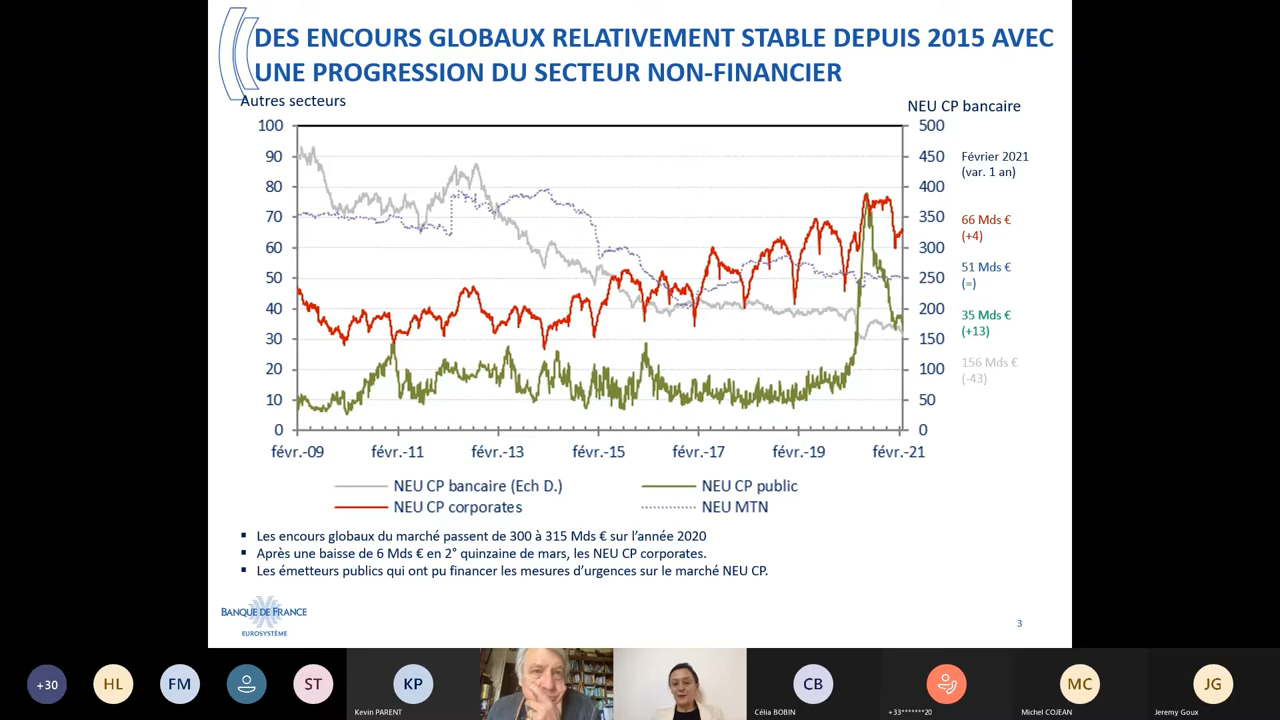 DES ENCOURS GLOBAUX RELATIVEMENT STABLE DEPUIS 2015 AVEC
UNE PROGRESSION DU SECTEUR NON-FINANCIER
Autres secteurs
NEU CP bancaire
100
90
80
70
60
50
40
30
20
10
0
500
450
400
350
300
250
200
150
100
50
0
févr.-09 févr.-11 févr.-13 févr.-15 févr.-17 févr.-19 févr.-21
Février 2021
(var. 1 an)
66 Mds €
(+4)
51 Mds €
(=)
35 Mds €
(+13)
156 Mds €
(-43)
NEU CP bancaire (Ech D.)
NEU CP public
NEU CP corporates
NEU MTN
▪ Les encours globaux du marché passent de 300 à 315 Mds € sur l’année 2020
▪ Après une baisse de 6 Mds € en 2° quinzaine de mars, les NEU CP corporates.
▪ Les émetteurs publics qui ont pu financer les mesures d’urgences sur le marché NEU CP.
BANQUE DE FRANCE
EUROSYSTÈME
3
+30
HL
FM
ST
KP
Kevin PARENT
CB
Célia BOBIN
+33*******20
MC
Michel COJEAN
JG
Jeremy Goux